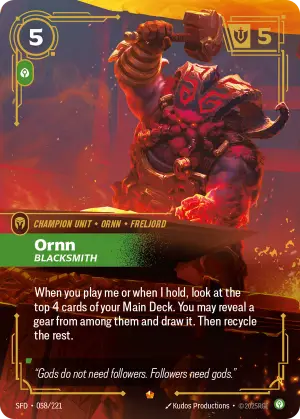 5
5
CHAMPION UNIT • ORNN • FRELJORD
Ornn
BLACKSMITH
When you play me or when I hold, look at the
top 4 cards of your Main Deck. You may reveal a
gear from among them and draw it. Then recycle
the rest.
“Gods do not need followers. Followers need gods.”
SFD • 058/221
Kudos Productions • ©2025RGI